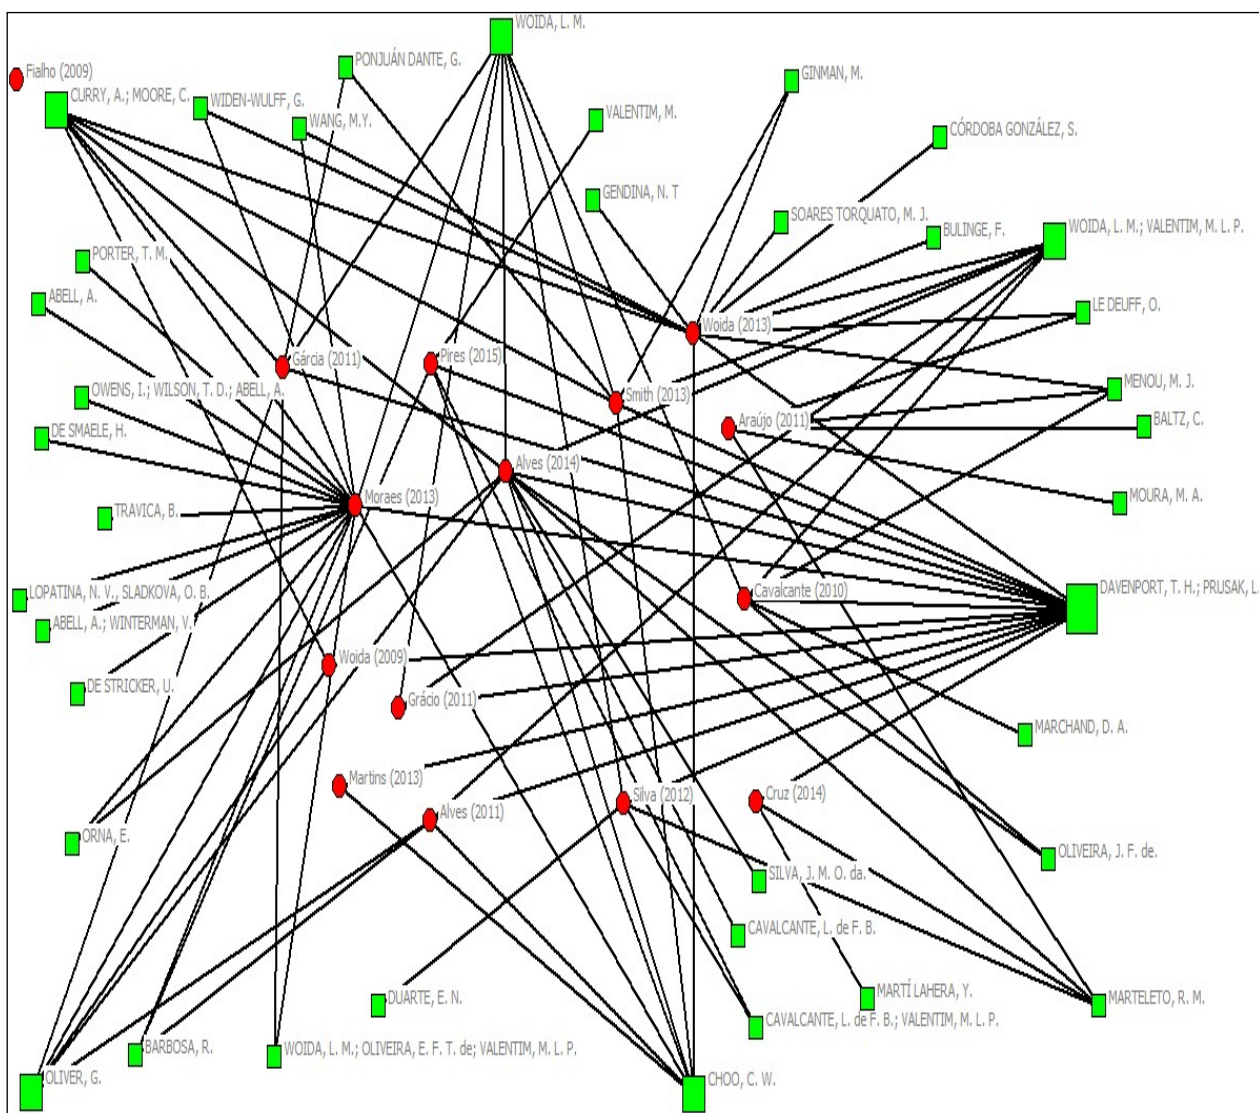 WOIDA, L. M.
PONJUÁN DANTE, G.
GINMAN, M.
Fialho (2009)
CURRY, A.; MOORE, C.
WIDEN-WULFF, G.
WANG, M.Y.
VALENTIM, M.
CÓRDOBA GONZÁLEZ, S.
GENDINA, N. T
SOARES TORQUATO, M. J.
BULINGE, F.
WOIDA, L. M.; VALENTIM, M. L. P.
PORTER, T. M.
ABELL, A.
LE DEUFF, O.
Woida (2013)
Gárcia (2011)
Pires (2015)
OWENS, I.; WILSON, T. D.; ABELL, A.
Smith (2013)
MENOU, M. J.
Araújo (2011)
BALTZ, C.
DE SMAELE, H.
Alves (2014)
Moraes (2013)
MOURA, M. A.
TRAVICA, B.
LOPATINA, N. V., SLADKOVA, O. B.
Cavalcante (2010)
DAVENPORT, T. H.; PRUSAK, L.
ABELL, A.; WINTERMAN, V.
Woida (2009)
DE STRICKER, U.
Grácio (2011)
MARCHAND, D. A.
Martins (2013)
Silva (2012)
Cruz (2014)
Alves (2011)
ORNA, E.
OLIVEIRA, J. F. de.
SILVA, J. M. O. da.
CAVALCANTE, L. de F. B.
DUARTE, E. N.
MARTÍ LAHERA, Y.
MARTELETO, R. M.
CAVALCANTE, L. de F. B.; VALENTIM, M. L. P.
BARBOSA, R.
WOIDA, L. M.; OLIVEIRA, E. F. T. de; VALENTIM, M. L. P.
OLIVER, G.
CHOO, C. W.